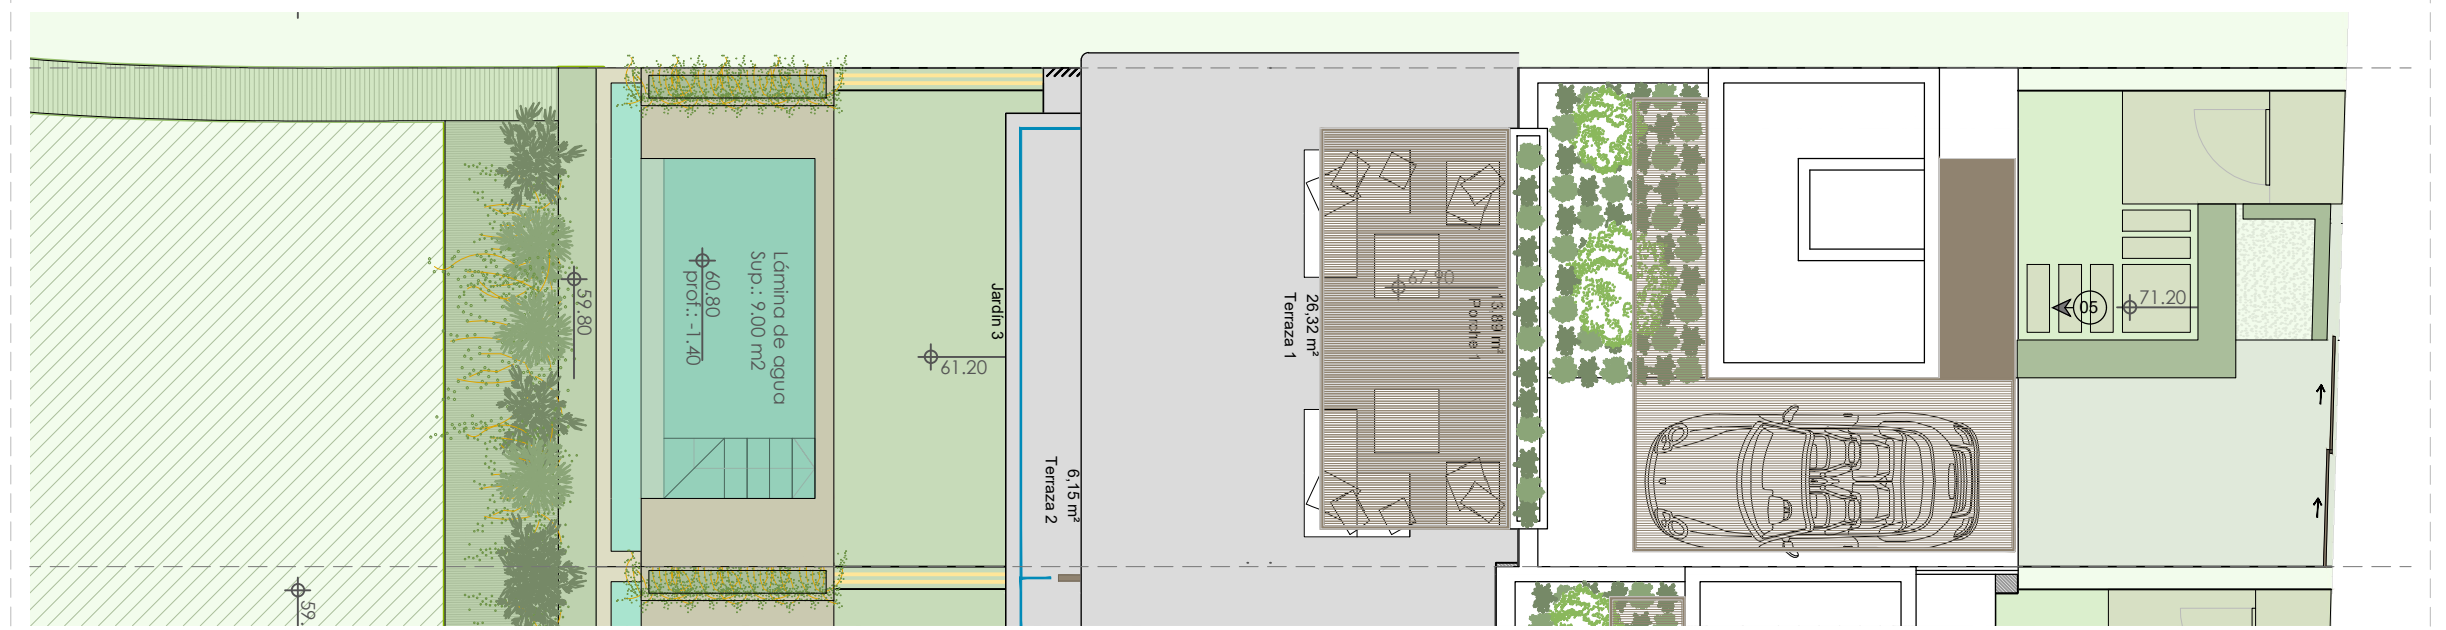 59.80
59.
60.80
prof.: -1.40
Lámina de agua
Sup.: 9.00 m2
Jardín 3
61.20
6,15 m²
Terraza 2
26,32 m²
Terraza 1
67.90
13,89 m²
Porche 1
05
71.20